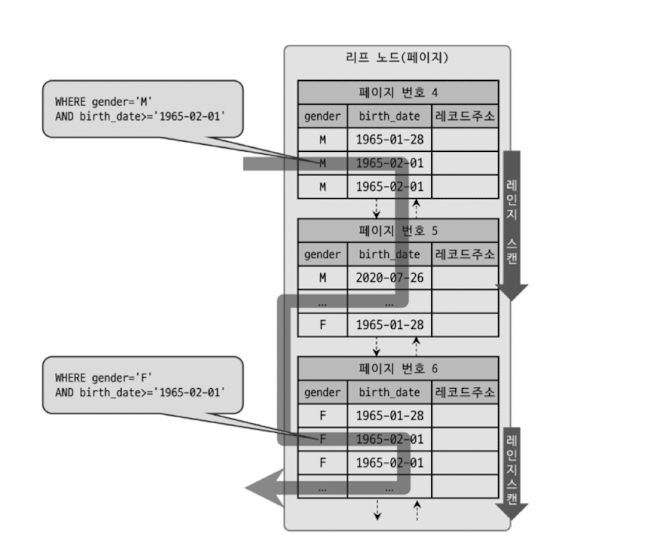 리프 노드(페이지)
WHERE gender='M'
AND birth_date>='1965-02-01'
페이지 번호 4
gender birth_date 레코드주소
M 1965-01-28
M 1965-02-01
M 1965-02-01
레인지 스캔
페이지 번호 5
gender birth_date 레코드주소
M 2020-07-26
... ...
F 1965-01-28
WHERE gender='F'
AND birth_date>='1965-02-01'
페이지 번호 6
gender birth_date 레코드주소
F 1965-01-28
F 1965-02-01
F 1965-02-01
... ...
레인지스캔